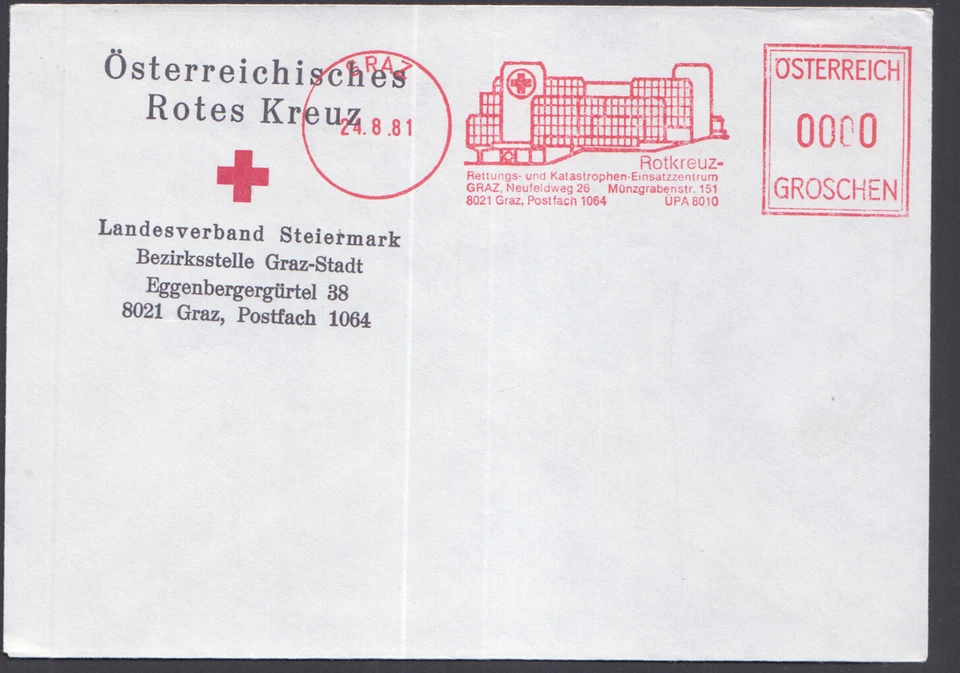 Österreichisches
Rotes Kreuz
Landesverband Steiermark
Bezirksstelle Graz-Stadt
Eggenbergergürtel 38
8021 Graz, Postfach 1064
GRAZ
24.8.81
Rotkreuz-
Rettungs- und Katastrophen-Einsatzzentrum
GRAZ, Neufeldweg 26 Münzgrabenstr. 151
8021 Graz, Postfach 1064 ÜPA 8010
ÖSTERREICH
0000
GROSCHEN